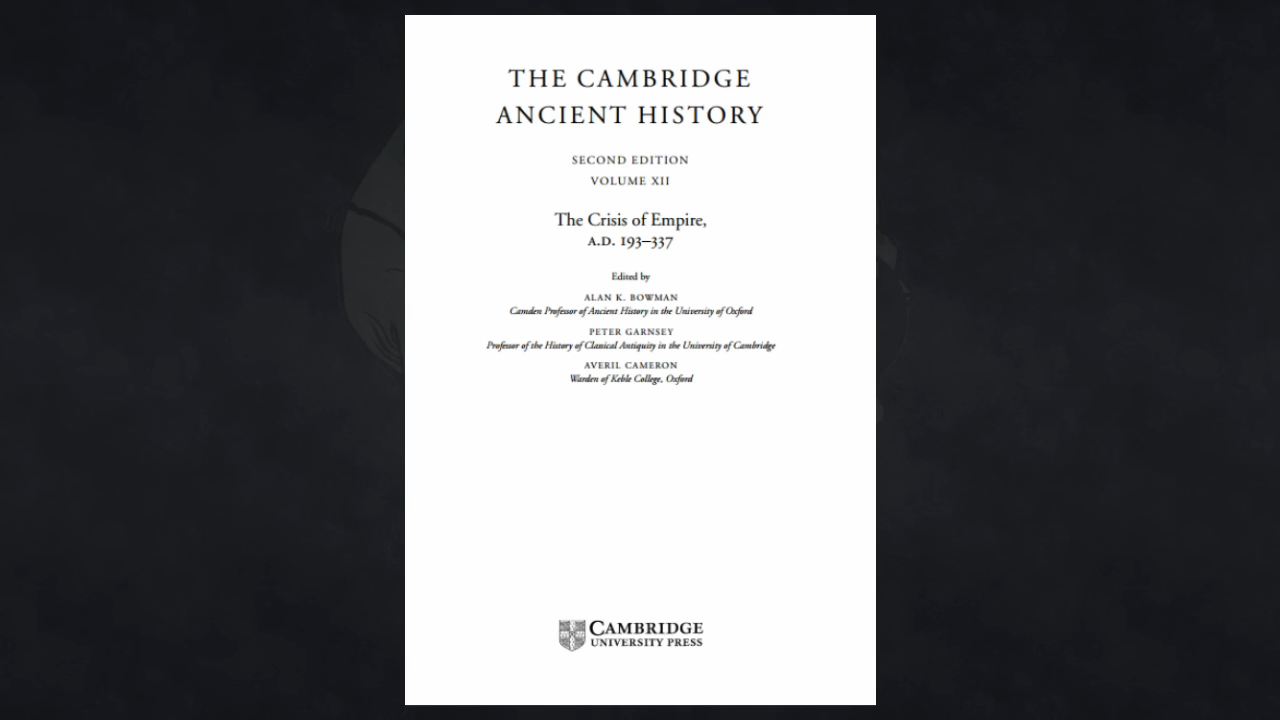 THE CAMBRIDGE
ANCIENT HISTORY
SECOND EDITION
VOLUME XII
The Crisis of Empire,
A.D. 193–337
Edited by
ALAN K. BOWMAN
Camden Professor of Ancient History in the University of Oxford
PETER GARNSEY
Professor of the History of Classical Antiquity in the University of Cambridge
AVERIL CAMERON
Warden of Keble College, Oxford
CAMBRIDGE
UNIVERSITY PRESS